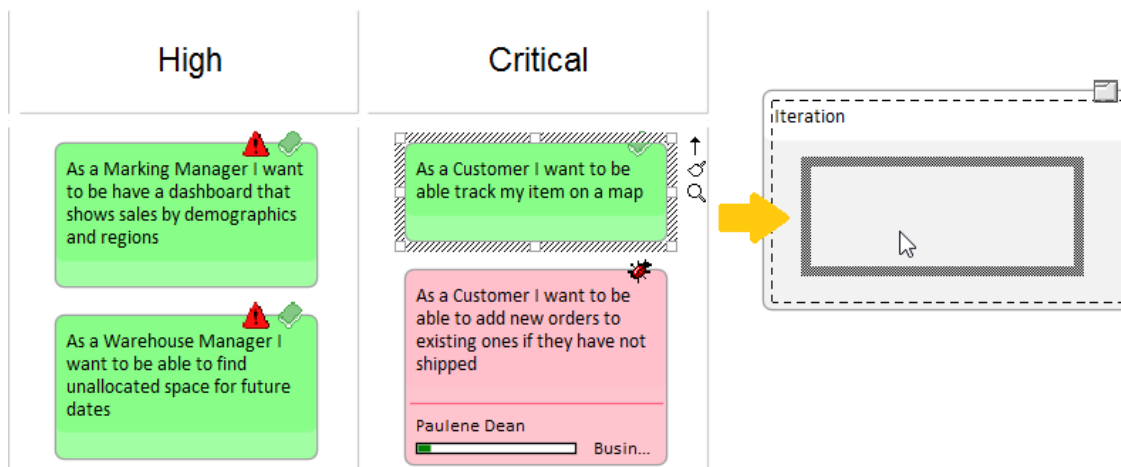 High
Critical
Iteration
As a Marking Manager I want
to be have a dashboard that
shows sales by demographics
and regions
As a Customer I want to be
able track my item on a map
As a Customer I want to be
able to add new orders to
existing ones if they have not
shipped
Paulene Dean
Busin...
As a Warehouse Manager I
want to be able to find
unallocated space for future
dates